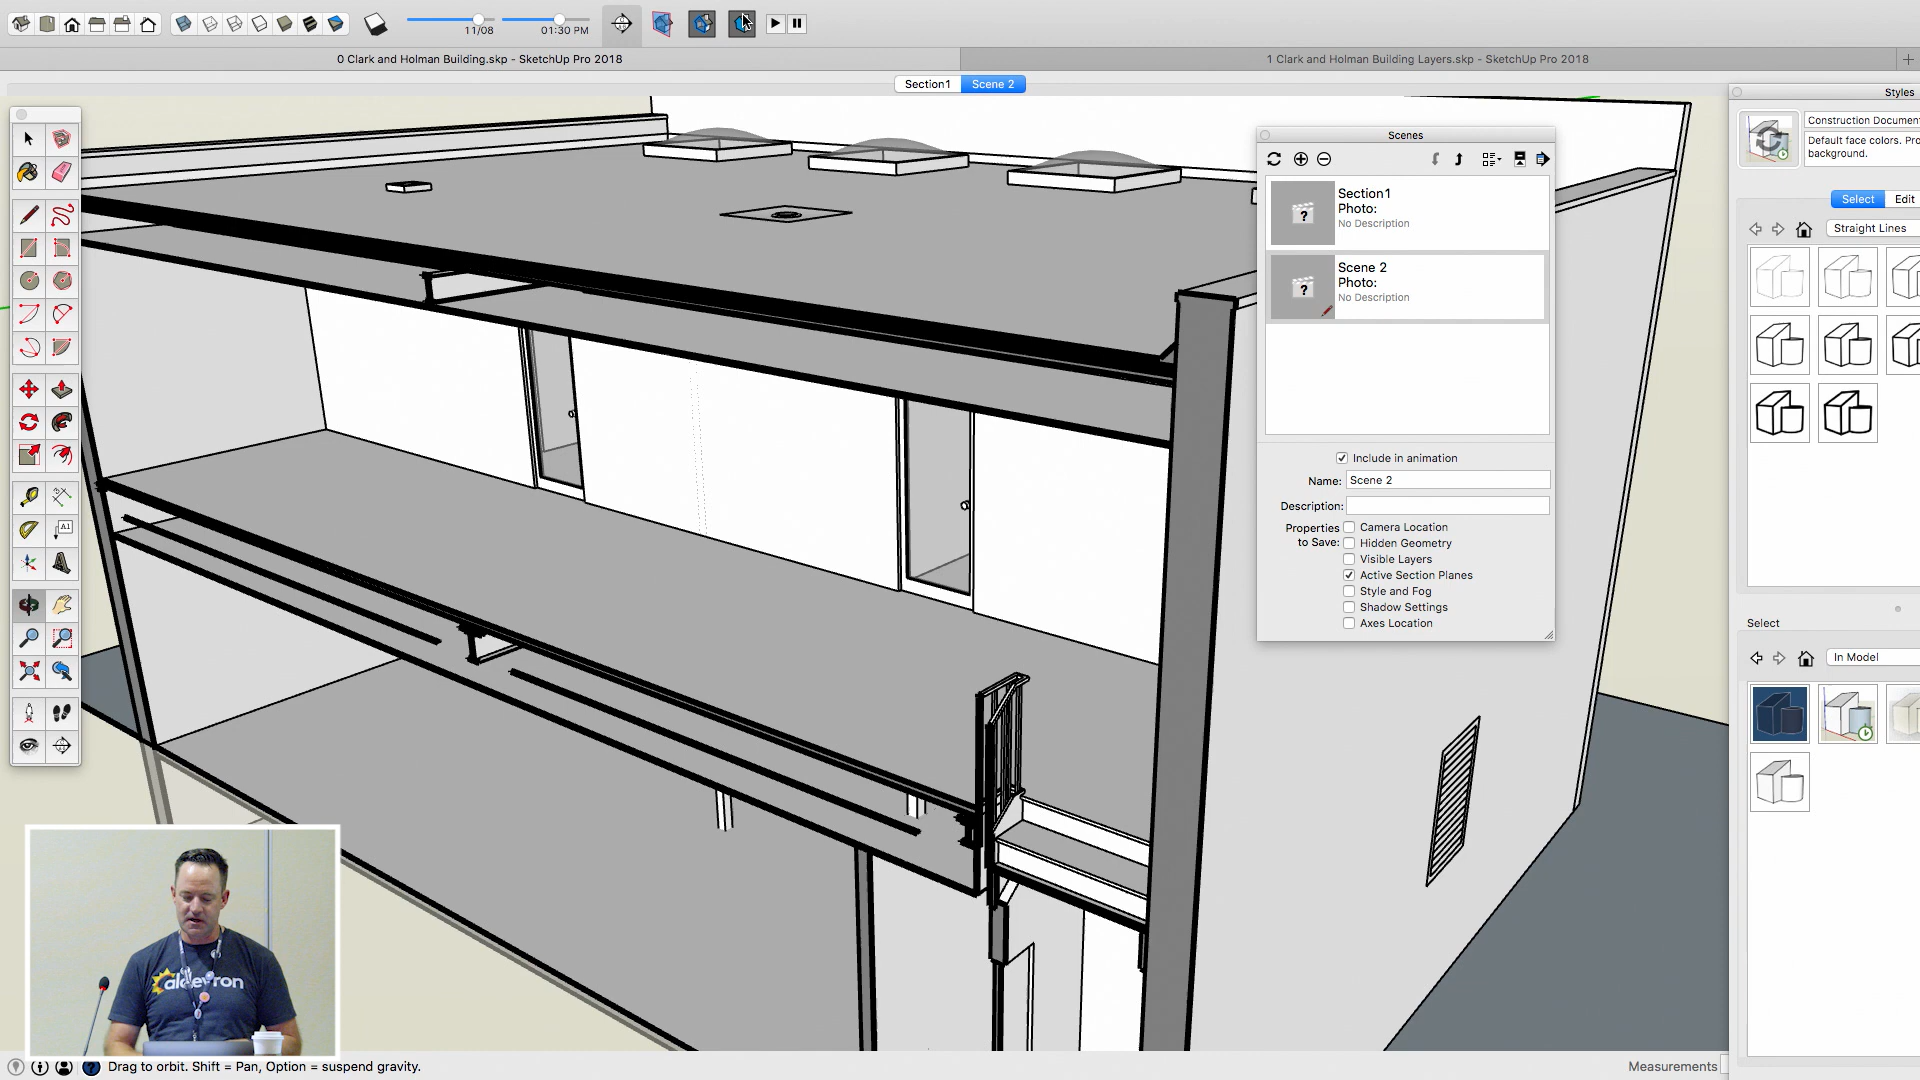 11/08
01:30 PM
0 Clark and Holman Building.skp - SketchUp Pro 2018
1 Clark and Holman Building Layers.skp - SketchUp Pro 2018
Section1
Scene 2
Styles
Construction Documen
Default face colors. Pro
background.
Select
Edit
Straight Lines
Scenes
Section1
Photo:
No Description
Scene 2
Photo:
No Description
Include in animation
Name: Scene 2
Description:
Properties to Save:
Camera Location
Hidden Geometry
Visible Layers
Active Section Planes
Style and Fog
Shadow Settings
Axes Location
Select
In Model
A1
aldevron
Drag to orbit. Shift = Pan, Option = suspend gravity.
Measurements